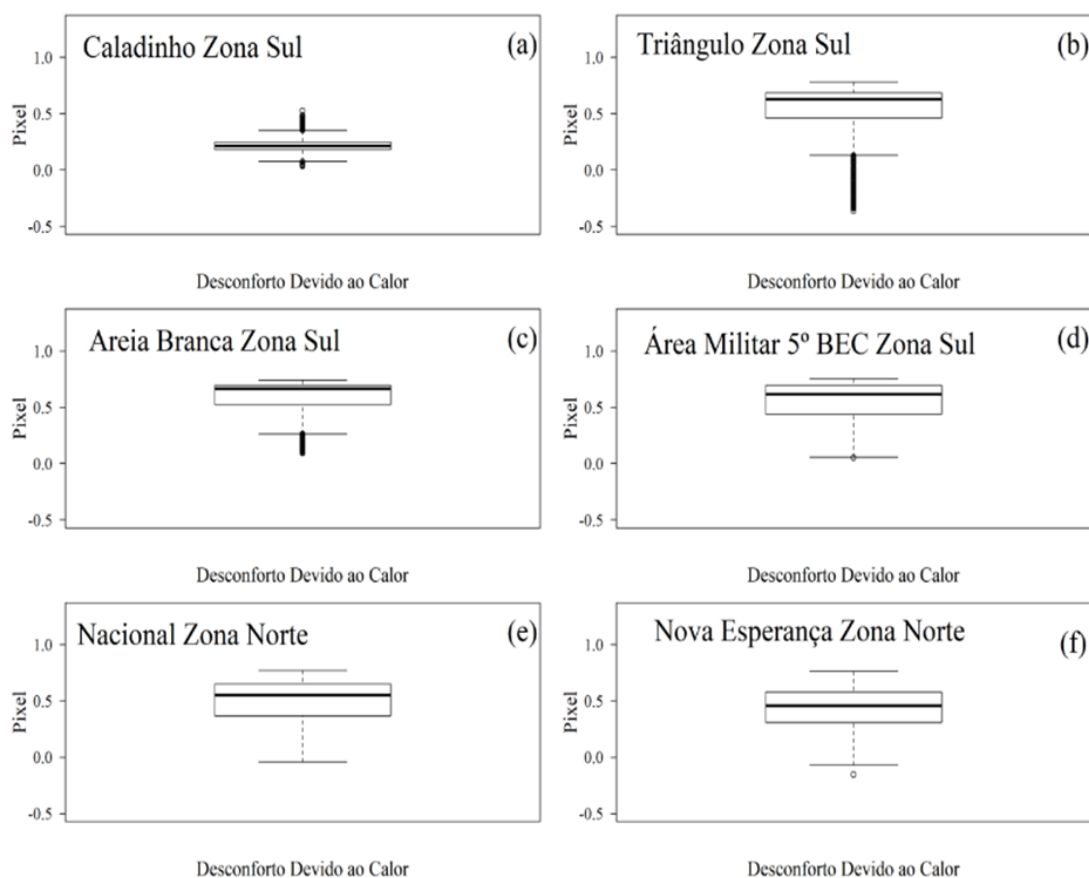 Caladinho Zona Sul
(a)
Pixel
1.0
0.5
0.0
-0.5
Desconforto Devido ao Calor
Triângulo Zona Sul
(b)
Pixel
1.0
0.5
0.0
-0.5
Desconforto Devido ao Calor
Areia Branca Zona Sul
(c)
Pixel
1.0
0.5
0.0
-0.5
Desconforto Devido ao Calor
Área Militar 5º BEC Zona Sul
(d)
Pixel
1.0
0.5
0.0
-0.5
Desconforto Devido ao Calor
Nacional Zona Norte
(e)
Pixel
1.0
0.5
0.0
-0.5
Desconforto Devido ao Calor
Nova Esperança Zona Norte
(f)
Pixel
1.0
0.5
0.0
-0.5
Desconforto Devido ao Calor